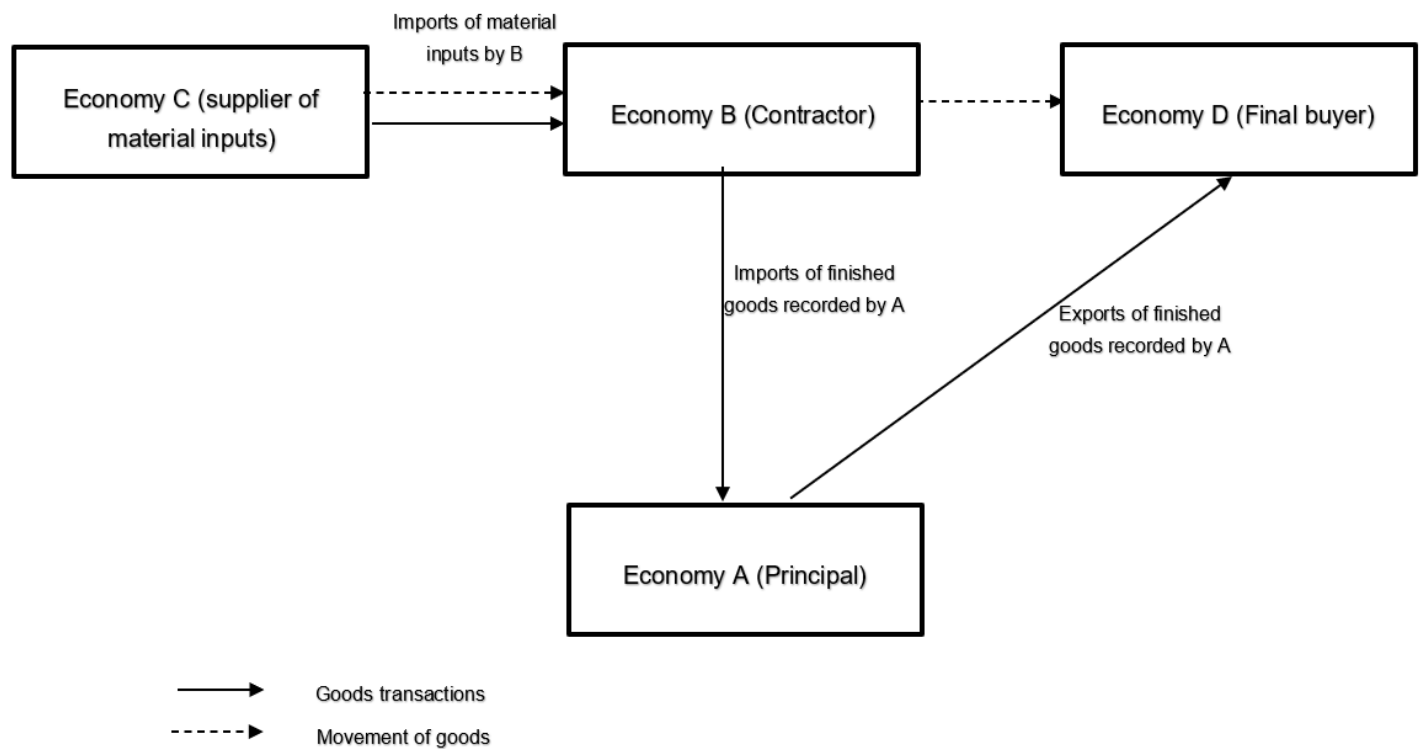 Imports of material
inputs by B
Economy C (supplier of
material inputs)
Economy B (Contractor)
Economy D (Final buyer)
Imports of finished
goods recorded by A
Exports of finished
goods recorded by A
Economy A (Principal)
Goods transactions
Movement of goods